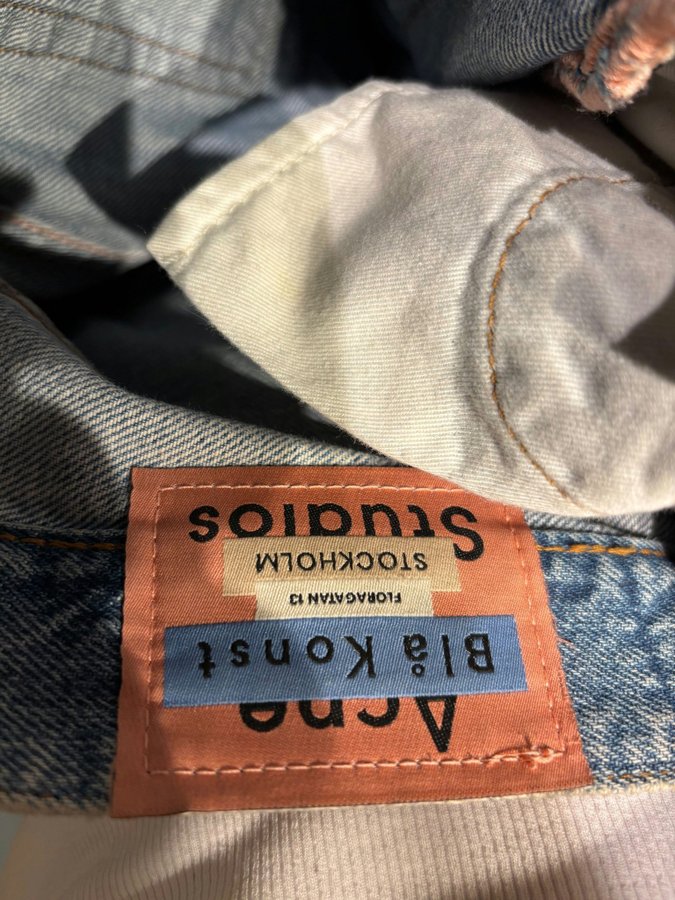 Acne
Blå Konst
FLORAGATAN 13
STOCKHOLM
Studios